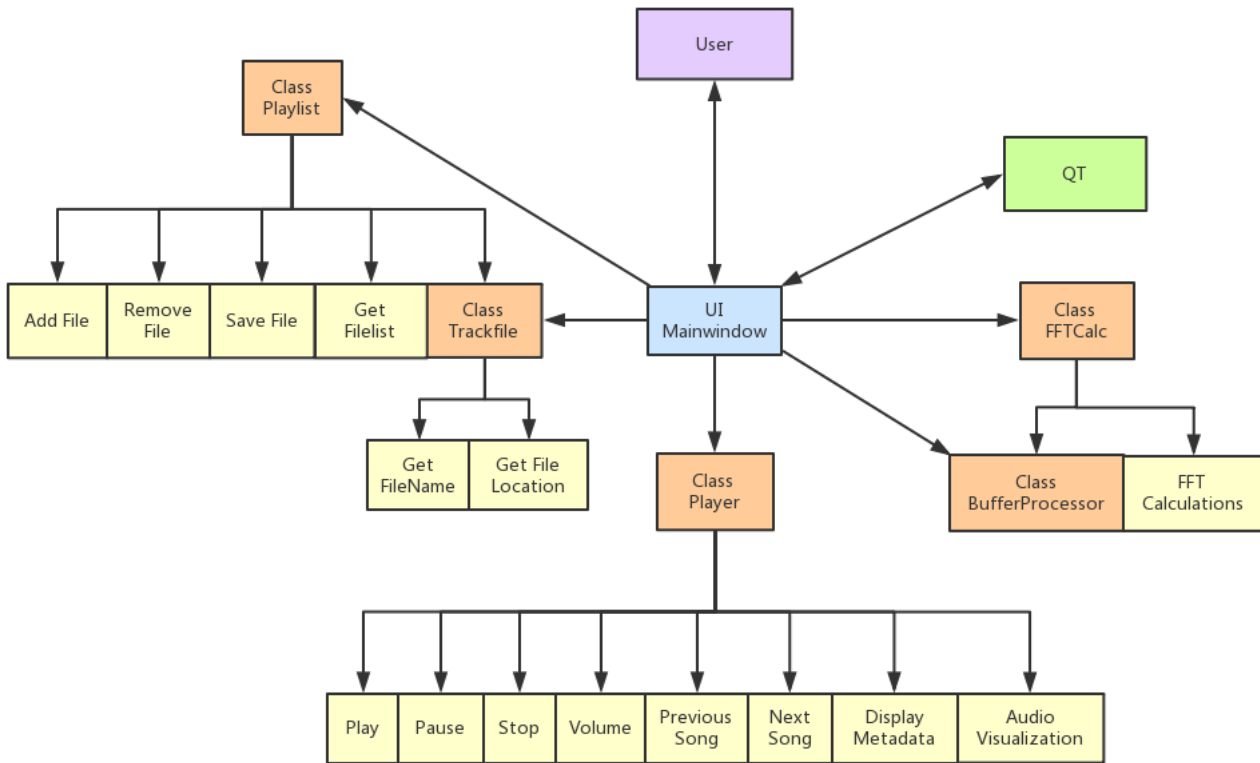 User
Class
Playlist
QT
Add File
Remove
File
Save File
Get
Filelist
Class
Trackfile
UI
Mainwindow
Class
FFTCalc
Get
FileName
Get File
Location
Class
Player
Class
BufferProcessor
FFT
Calculations
Play
Pause
Stop
Volume
Previous
Song
Next
Song
Display
Metadata
Audio
Visualization